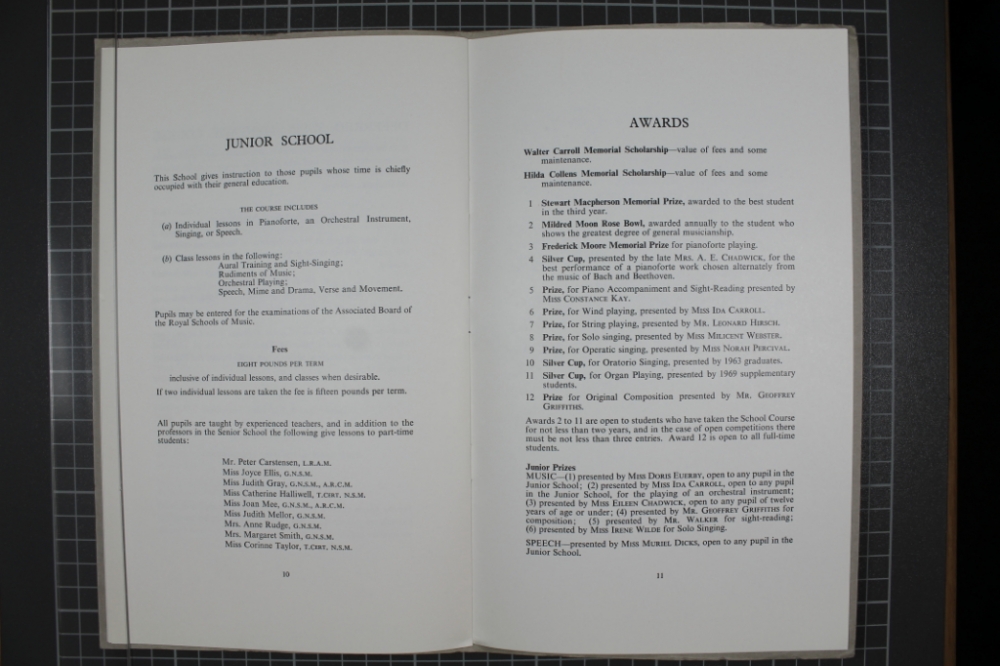 JUNIOR SCHOOL
This School gives instruction to those pupils whose time is chiefly
occupied with their general education.
THE COURSE INCLUDES
(a) Individual lessons in Pianoforte, an Orchestral Instrument,
Singing, or Speech.
(b) Class lessons in the following:
Aural Training and Sight-Singing;
Rudiments of Music;
Orchestral Playing;
Speech, Mime and Drama, Verse and Movement.
Pupils may be entered for the examinations of the Associated Board of
the Royal Schools of Music.
Fees
EIGHT POUNDS PER TERM
inclusive of individual lessons, and classes when desirable.
If two individual lessons are taken the fee is fifteen pounds per term.
All pupils are taught by experienced teachers, and in addition to the
professors in the Senior School the following give lessons to part-time
students:
Mr. Peter Carstensen, L.R.A.M.
Miss Joyce Ellis, G.N.S.M.
Miss Judith Gray, G.N.S.M., A.R.C.M.
Miss Catherine Halliwell, T.CERT. N.S.M.
Miss Joan Mee, G.N.S.M., A.R.C.M.
Miss Judith Mellor, G.N.S.M.
Mrs. Anne Rudge, G.N.S.M.
Mrs. Margaret Smith, G.N.S.M.
Miss Corinne Taylor, T.CERT. N.S.M.
10
AWARDS
Walter Carroll Memorial Scholarship—value of fees and some
maintenance.
Hilda Collens Memorial Scholarship—value of fees and some
maintenance.
1 Stewart Macpherson Memorial Prize, awarded to the best student
in the third year.
2 Mildred Moon Rose Bowl, awarded annually to the student who
shows the greatest degree of general musicianship.
3 Frederick Moore Memorial Prize for pianoforte playing.
4 Silver Cup, presented by the late MRS. A. E. CHADWICK, for the
best performance of a pianoforte work chosen alternately from
the music of Bach and Beethoven.
5 Prize, for Piano Accompaniment and Sight-Reading presented by
MISS CONSTANCE KAY.
6 Prize, for Wind playing, presented by MISS IDA CARROLL.
7 Prize, for String playing, presented by MR. LEONARD HIRSCH.
8 Prize, for Solo singing, presented by MISS MILICENT WEBSTER.
9 Prize, for Operatic singing, presented by MISS NORAH PERCIVAL.
10 Silver Cup, for Oratorio Singing, presented by 1963 graduates.
11 Silver Cup, for Organ Playing, presented by 1969 supplementary
students.
12 Prize for Original Composition presented by MR. GEOFFREY
GRIFFITHS.
Awards 2 to 11 are open to students who have taken the School Course
for not less than two years, and in the case of open competitions there
must be not less than three entries. Award 12 is open to all full-time
students.
Junior Prizes
MUSIC—(1) presented by MISS DORIS EUERBY, open to any pupil in the
Junior School; (2) presented by MISS IDA CARROLL, open to any pupil
in the Junior School, for the playing of an orchestral instrument;
(3) presented by MISS EILEEN CHADWICK, open to any pupil of twelve
years of age or under; (4) presented by MR. GEOFFREY GRIFFITHS for
composition; (5) presented by MR. WALKER for sight-reading;
(6) presented by MISS IRENE WILDE for Solo Singing.
SPEECH—presented by MISS MURIEL DICKS, open to any pupil in the
Junior School.
11